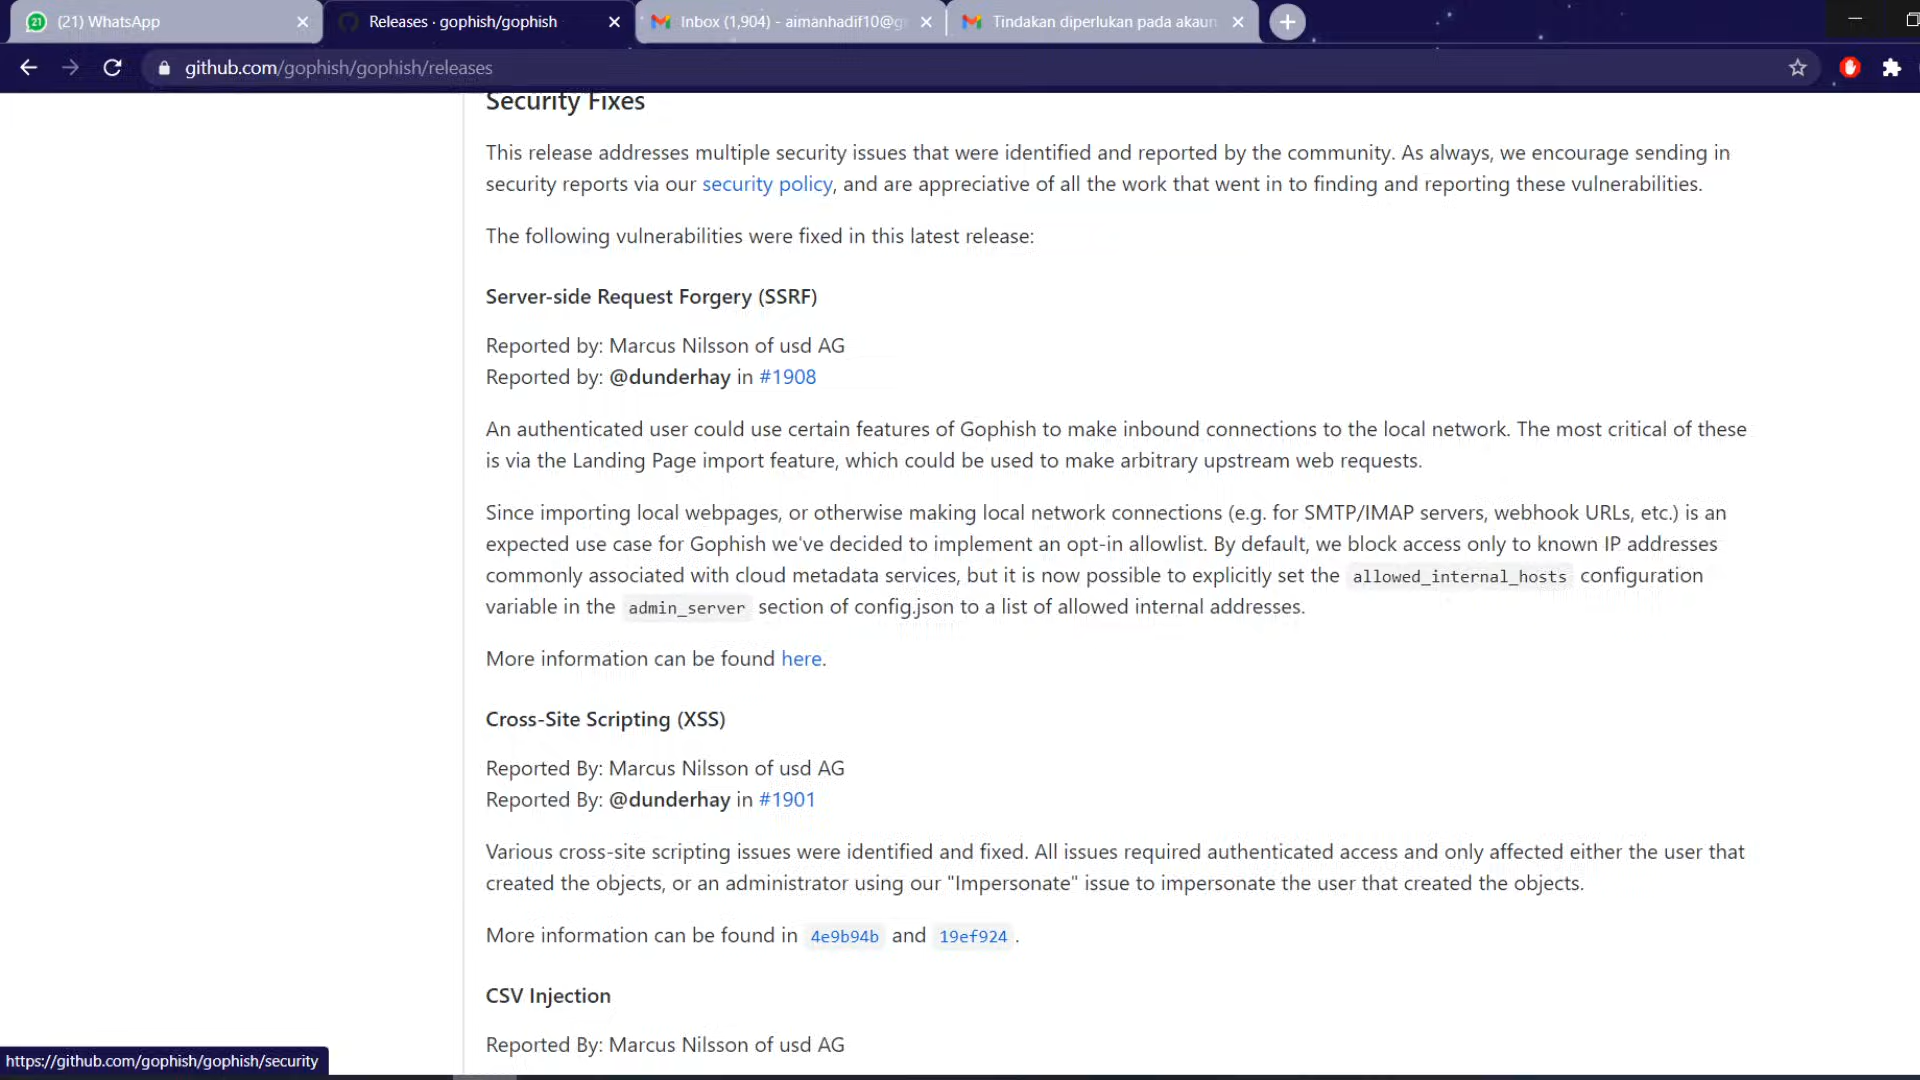 (21) WhatsApp
Releases · gophish/gophish
Inbox (1,904) - aimanhadif10@g
Tindakan diperlukan pada akaun
github.com/gophish/gophish/releases
Security Fixes
This release addresses multiple security issues that were identified and reported by the community. As always, we encourage sending in
security reports via our security policy, and are appreciative of all the work that went in to finding and reporting these vulnerabilities.
The following vulnerabilities were fixed in this latest release:
Server-side Request Forgery (SSRF)
Reported by: Marcus Nilsson of usd AG
Reported by: @dunderhay in #1908
An authenticated user could use certain features of Gophish to make inbound connections to the local network. The most critical of these
is via the Landing Page import feature, which could be used to make arbitrary upstream web requests.
Since importing local webpages, or otherwise making local network connections (e.g. for SMTP/IMAP servers, webhook URLs, etc.) is an
expected use case for Gophish we've decided to implement an opt-in allowlist. By default, we block access only to known IP addresses
commonly associated with cloud metadata services, but it is now possible to explicitly set the allowed_internal_hosts configuration
variable in the admin_server section of config.json to a list of allowed internal addresses.
More information can be found here.
Cross-Site Scripting (XSS)
Reported By: Marcus Nilsson of usd AG
Reported By: @dunderhay in #1901
Various cross-site scripting issues were identified and fixed. All issues required authenticated access and only affected either the user that
created the objects, or an administrator using our "Impersonate" issue to impersonate the user that created the objects.
More information can be found in 4e9b94b and 19ef924.
CSV Injection
Reported By: Marcus Nilsson of usd AG
https://github.com/gophish/gophish/security